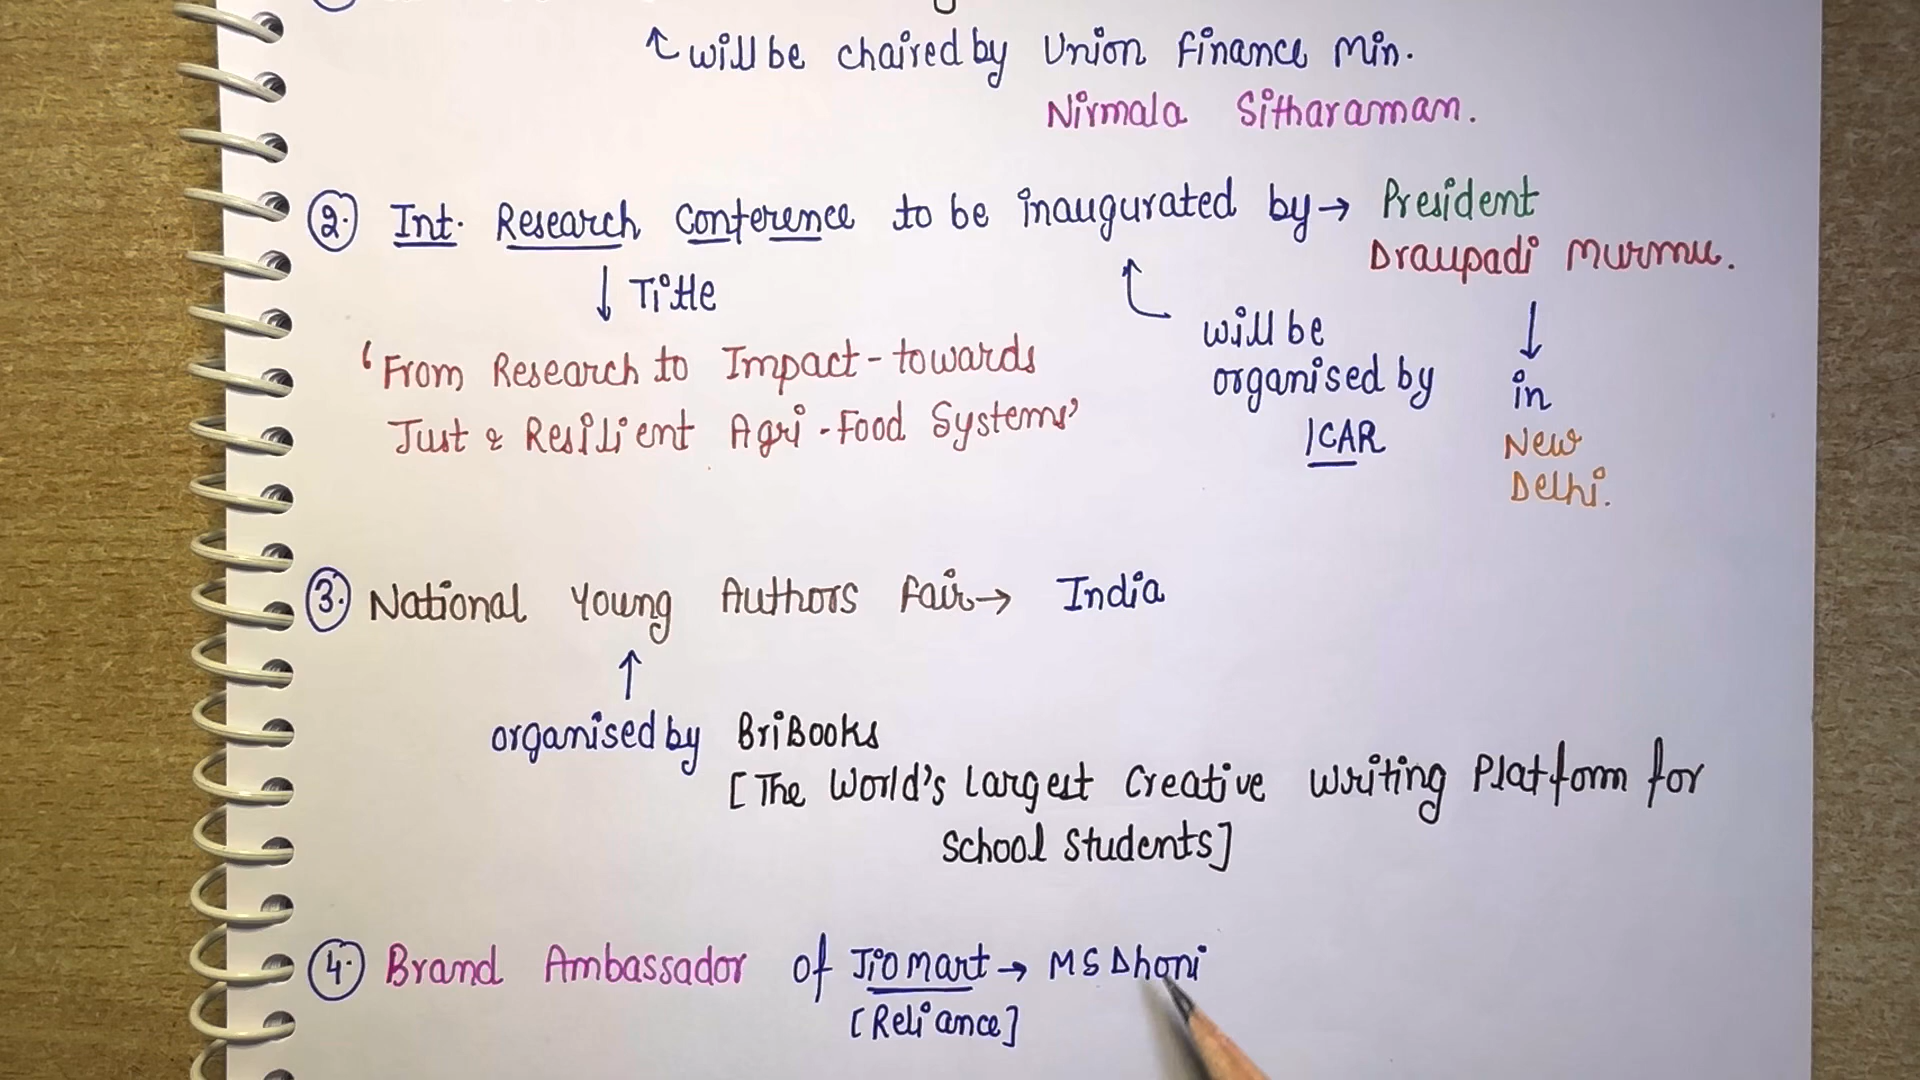 ↑ will be chaired by Union Finance Min.
Nirmala Sitharaman.
2. Int. Research Conference to be inaugurated by → President
Draupadi Murmu.
↓ Title
'From Research to Impact - towards
Just & Resilient Agri-Food Systems'
will be
organised by
ICAR
↓
in
New
Delhi.
3. National Young Authors Fair → India
↑
organised by BriBooks
[The World's Largest Creative Writing Platform for
School Students]
4. Brand Ambassador of Jiomart → MS Dhoni
[Reliance]